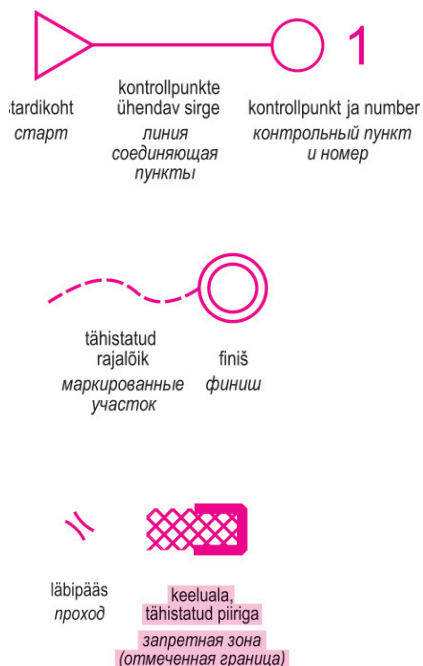 1
kontrollpunkte
ühendav sirge
линия
соединяющая
пункты
старт
kontrollpunkt ja number
контрольный пункт
и номер
tähistatud
rajalõik
маркированные
участок
finiš
финиш
läbipääs
проход
keeluala,
tähistatud piiriga
запретная зона
(отмеченная граница)